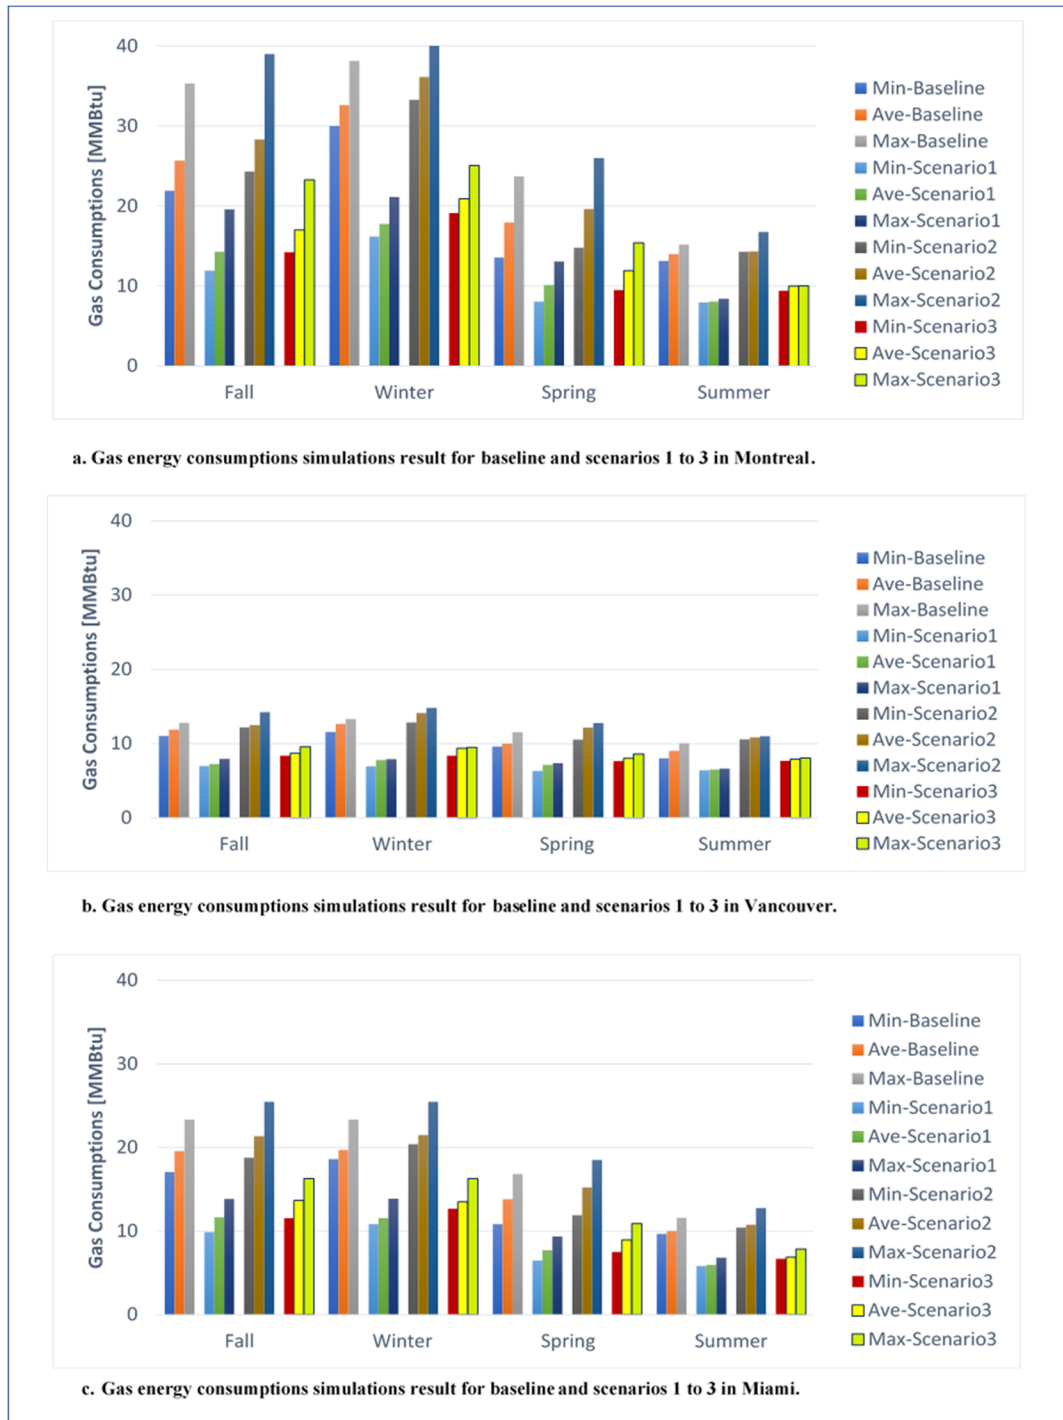 Gas Consumptions [MMBtu]
40
30
20
10
0
Fall Winter Spring Summer
Min-Baseline
Ave-Baseline
Max-Baseline
Min-Scenario1
Ave-Scenario1
Max-Scenario1
Min-Scenario2
Ave-Scenario2
Max-Scenario2
Min-Scenario3
Ave-Scenario3
Max-Scenario3
a. Gas energy consumptions simulations result for baseline and scenarios 1 to 3 in Montreal.
Gas Consumptions [MMBtu]
40
30
20
10
0
Fall Winter Spring Summer
Min-Baseline
Ave-Baseline
Max-Baseline
Min-Scenario1
Ave-Scenario1
Max-Scenario1
Min-Scenario2
Ave-Scenario2
Max-Scenario2
Min-Scenario3
Ave-Scenario3
Max-Scenario3
b. Gas energy consumptions simulations result for baseline and scenarios 1 to 3 in Vancouver.
Gas Consumptions [MMBtu]
40
30
20
10
0
Fall Winter Spring Summer
Min-Baseline
Ave-Baseline
Max-Baseline
Min-Scenario1
Ave-Scenario1
Max-Scenario1
Min-Scenario2
Ave-Scenario2
Max-Scenario2
Min-Scenario3
Ave-Scenario3
Max-Scenario3
c. Gas energy consumptions simulations result for baseline and scenarios 1 to 3 in Miami.